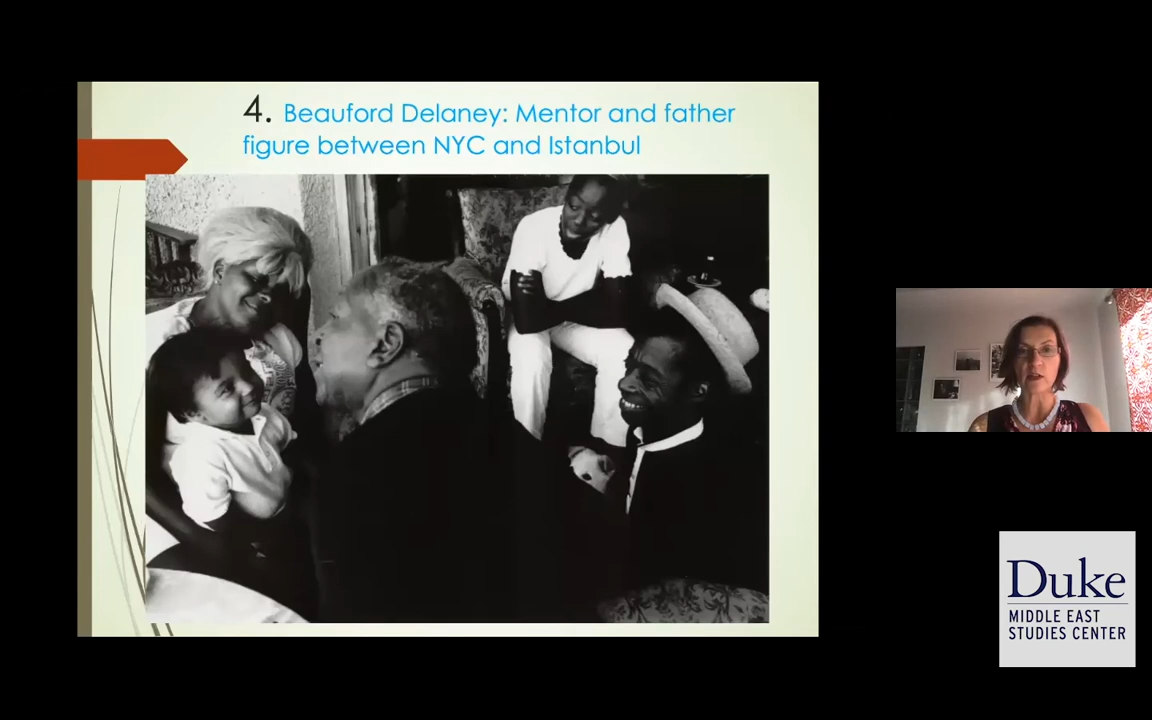 4. Beauford Delaney: Mentor and father
figure between NYC and Istanbul
Duke
MIDDLE EAST
STUDIES CENTER